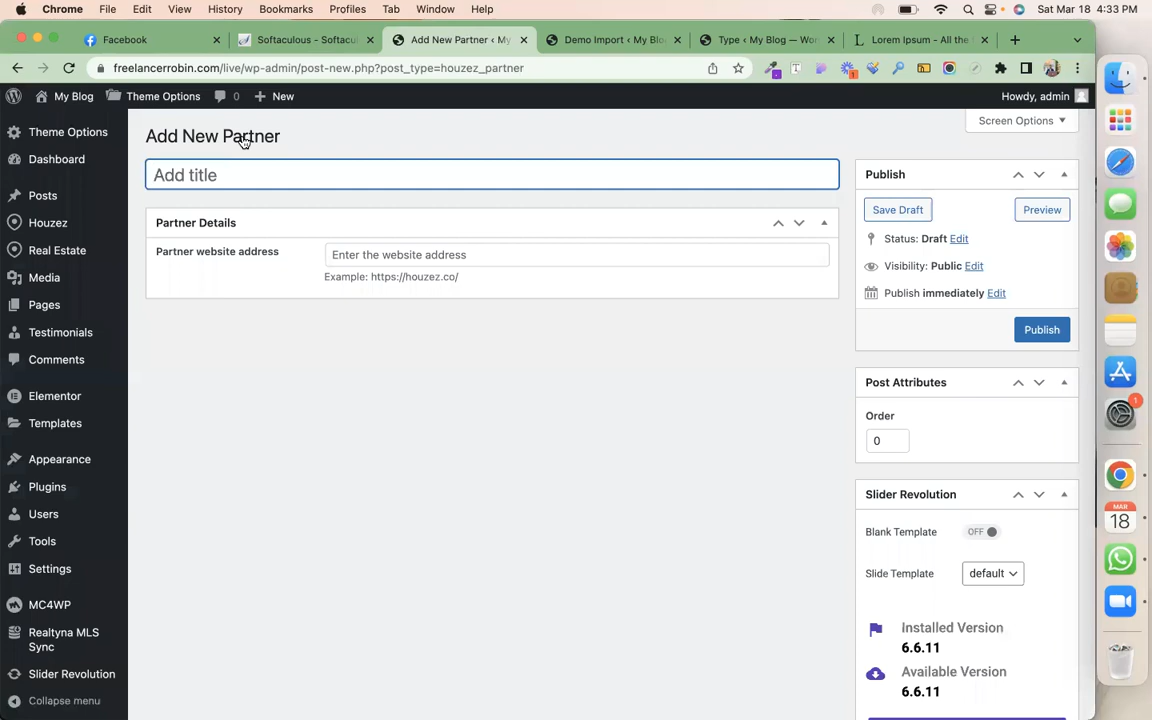 Chrome File Edit View History Bookmarks Profiles Tab Window Help Sat Mar 18 4:33 PM
Facebook Softaculous - Softacu Add New Partner < My Demo Import < My Blo Type < My Blog — Wor Lorem Ipsum - All the
freelancerrobin.com/live/wp-admin/post-new.php?post_type=houzez_partner
My Blog Theme Options 0 New Howdy, admin
Screen Options
Theme Options
Dashboard
Posts
Houzez
Real Estate
Media
Pages
Testimonials
Comments
Elementor
Templates
Appearance
Plugins
Users
Tools
Settings
MC4WP
Realtyna MLS
Sync
Slider Revolution
Collapse menu
Add New Partner
Add title
Partner Details
Partner website address Enter the website address
Example: https://houzez.co/
Publish
Save Draft Preview
Status: Draft Edit
Visibility: Public Edit
Publish immediately Edit
Publish
Post Attributes
Order
0
Slider Revolution
Blank Template OFF
Slide Template default
Installed Version
6.6.11
Available Version
6.6.11
1
MAR
18